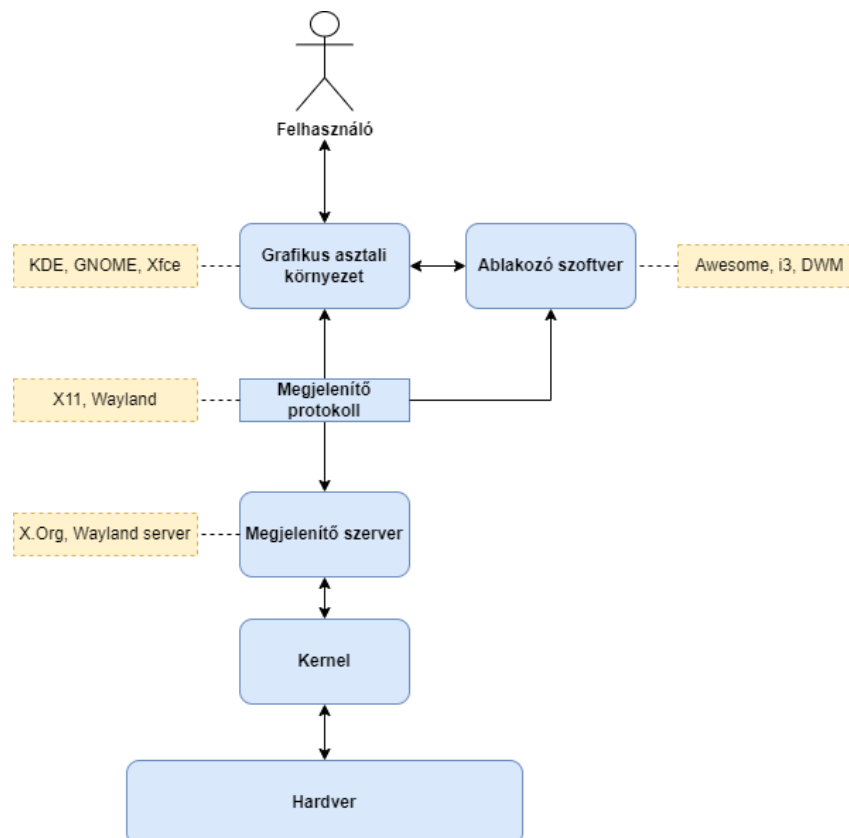 Felhasználó
KDE, GNOME, Xfce
Grafikus asztali
környezet
Ablakozó szoftver
Awesome, i3, DWM
X11, Wayland
Megjelenítő
protokoll
X.Org, Wayland server
Megjelenítő szerver
Kernel
Hardver